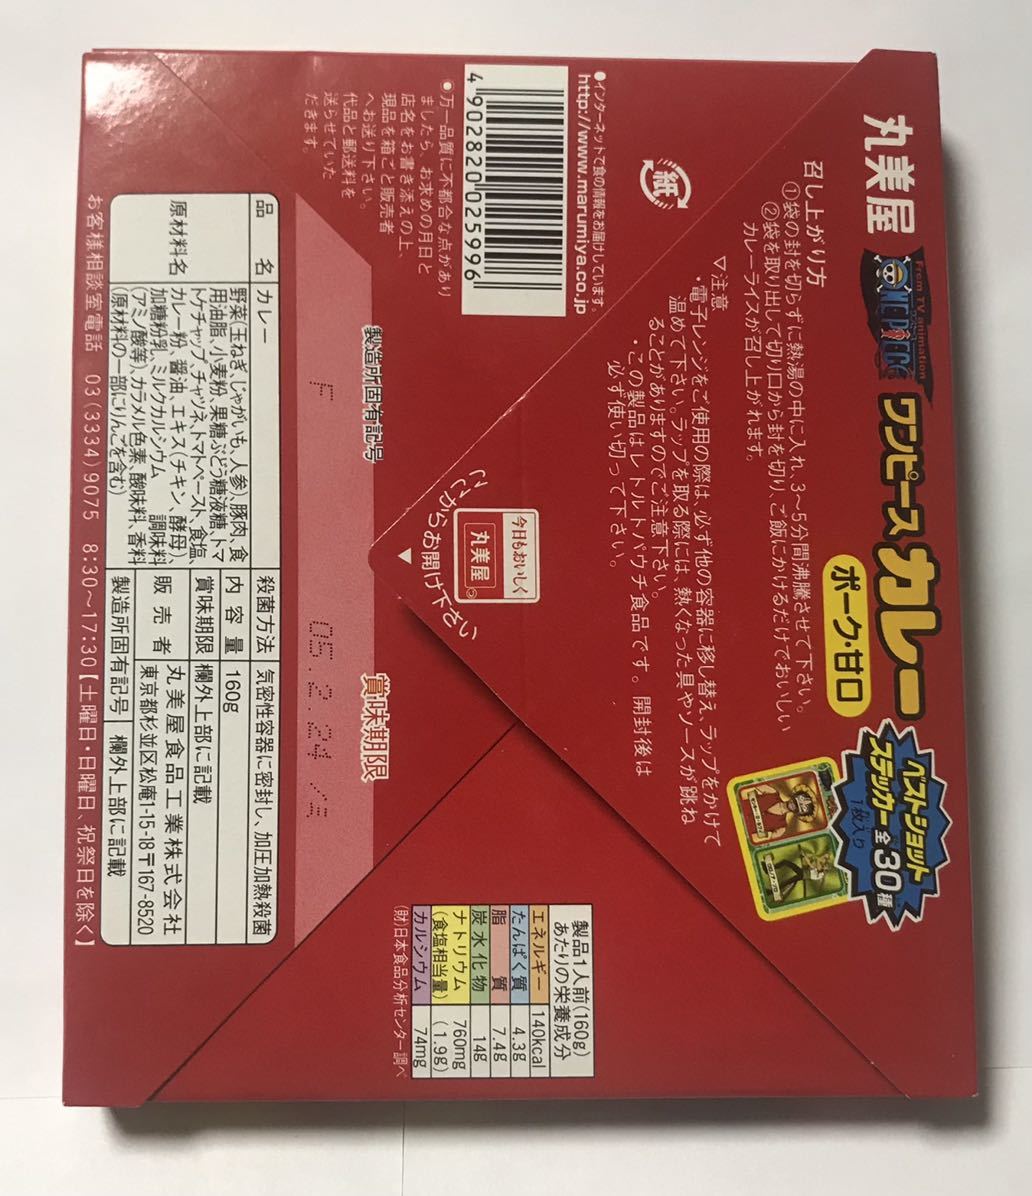 丸美屋
From TV animation
ONE PIECE
ワンピース
カレー
ポーク・甘口
ベストショット
ステッカー全30種
1枚入り
召し上がり方
①袋の封を切らずに熱湯の中に入れ、3~5分間沸騰させて下さい。
②袋を取り出して切り口から封を切り、ご飯にかけるだけでおいしい
カレーライスが召し上がれます。
▽注意
・電子レンジをご使用の際は、必ず他の容器に移し替え、ラップをかけて
温めて下さい。ラップを取る際には、熱くなった具やソースが跳ね
ることがありますのでご注意下さい。
・この製品はレトルトパウチ食品です。開封後は
必ず使い切って下さい。
紙
●インターネットで食の情報をお届けしています。
http://www.marumiya.co.jp
4902820025996
●万一品質に不都合な点があり
ましたら、お求めの月日と
店名をお書き添えの上、
現品を箱ごと販売者
へお送り下さい。
代品と郵送料を
送らせていた
だきます。
今日もおいしく
丸美屋
ここからお開け下さい
製造所固有記号
F
賞味期限
05.2.24/A
品名 カレー
原材料名 野菜(玉ねぎ、じゃがいも、人参)、豚肉、食
用油脂、小麦粉、果糖ぶどう糖液糖、トマ
トケチャップ、チャツネ、トマトペースト、食塩、
カレー粉、醤油、エキス(チキン、酵母)、
加糖粉乳、ミルクカルシウム、調味料
(アミノ酸等)、カラメル色素、酸味料、香料
(原材料の一部にりんごを含む)
殺菌方法 気密性容器に密封し、加圧加熱殺菌
内容量 160g
賞味期限 欄外上部に記載
販売者 丸美屋食品工業株式会社
東京都杉並区松庵1-15-18〒167-8520
製造所固有記号 欄外上部に記載
お客様相談室電話 03(3334)9075 8:30~17:30【土曜日・日曜日、祝祭日を除く】
製品1人前(160g)
あたりの栄養成分
エネルギー 140kcal
たんぱく質 4.3g
脂質 7.4g
炭水化物 14g
ナトリウム 760mg
(食塩相当量) (1.9g)
カルシウム 74mg
(財)日本食品分析センター調べ